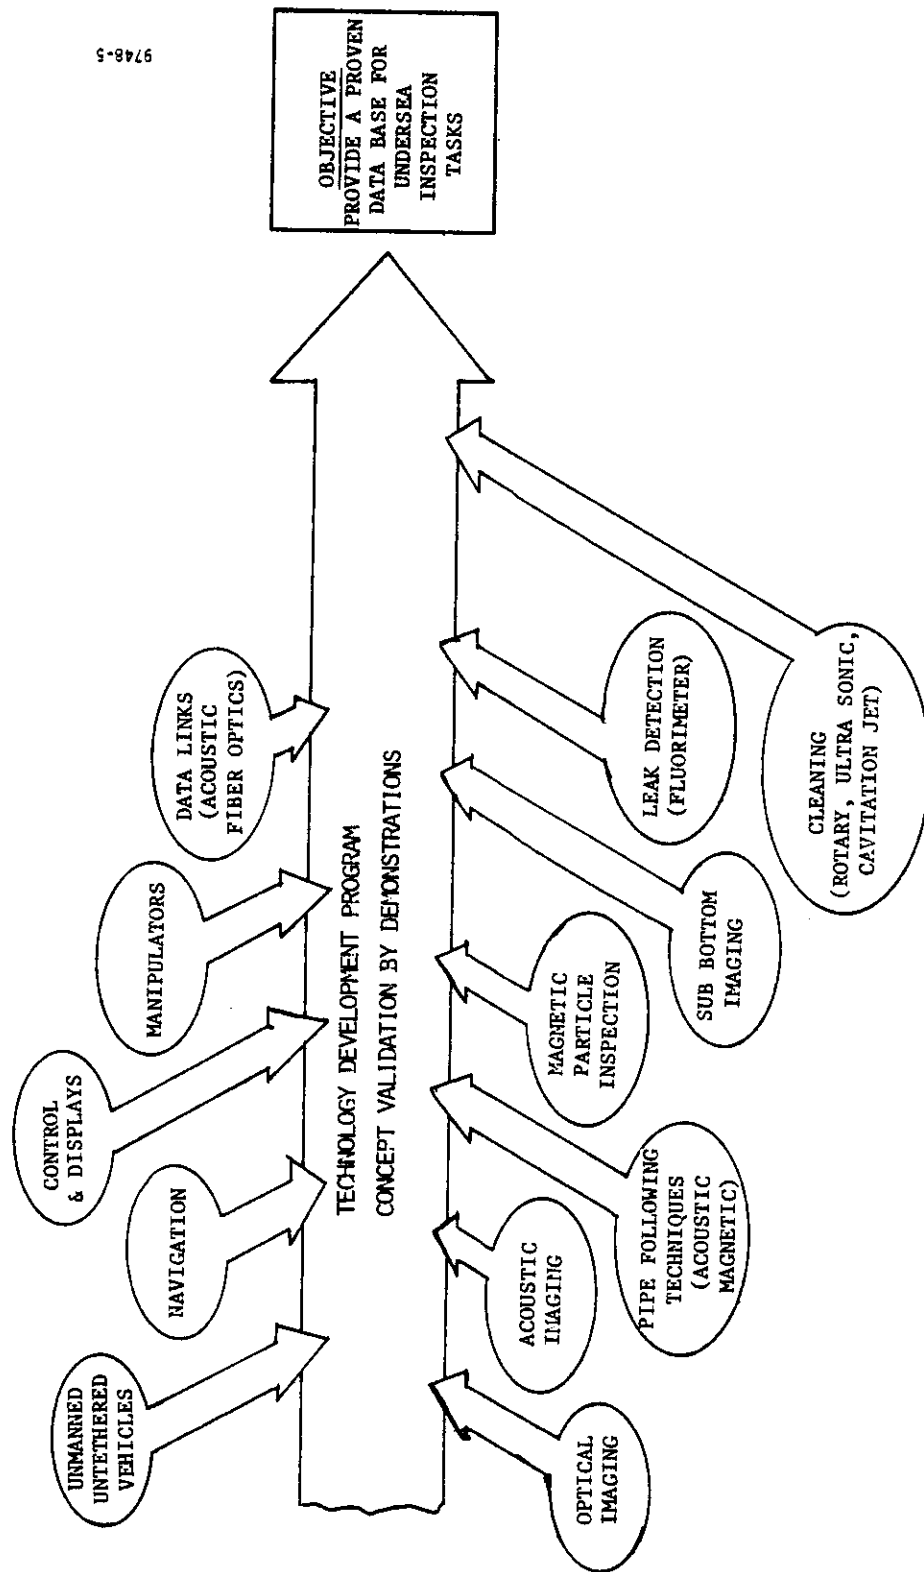 9748-5
OBJECTIVE
PROVIDE A PROVEN
DATA BASE FOR
UNDERSEA
INSPECTION
TASKS
UNMANNED
UNTETHERED
VEHICLES
NAVIGATION
CONTROL
& DISPLAYS
MANIPULATORS
DATA LINKS
(ACOUSTIC
FIBER OPTICS)
TECHNOLOGY DEVELOPMENT PROGRAM
CONCEPT VALIDATION BY DEMONSTRATIONS
OPTICAL
IMAGING
ACOUSTIC
IMAGING
PIPE FOLLOWING
TECHNIQUES
(ACOUSTIC
MAGNETIC)
MAGNETIC
PARTICLE
INSPECTION
SUB BOTTOM
IMAGING
LEAK DETECTION
(FLUORIMETER)
CLEANING
(ROTARY, ULTRA SONIC,
CAVITATION JET)